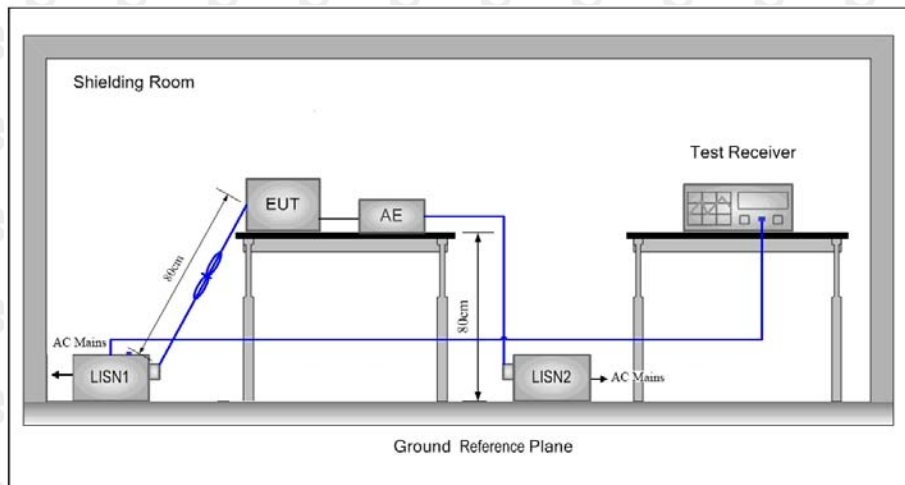 Shielding Room
Test Receiver
EUT
AE
80cm
80cm
AC Mains
LISN1
LISN2
AC Mains
Ground Reference Plane